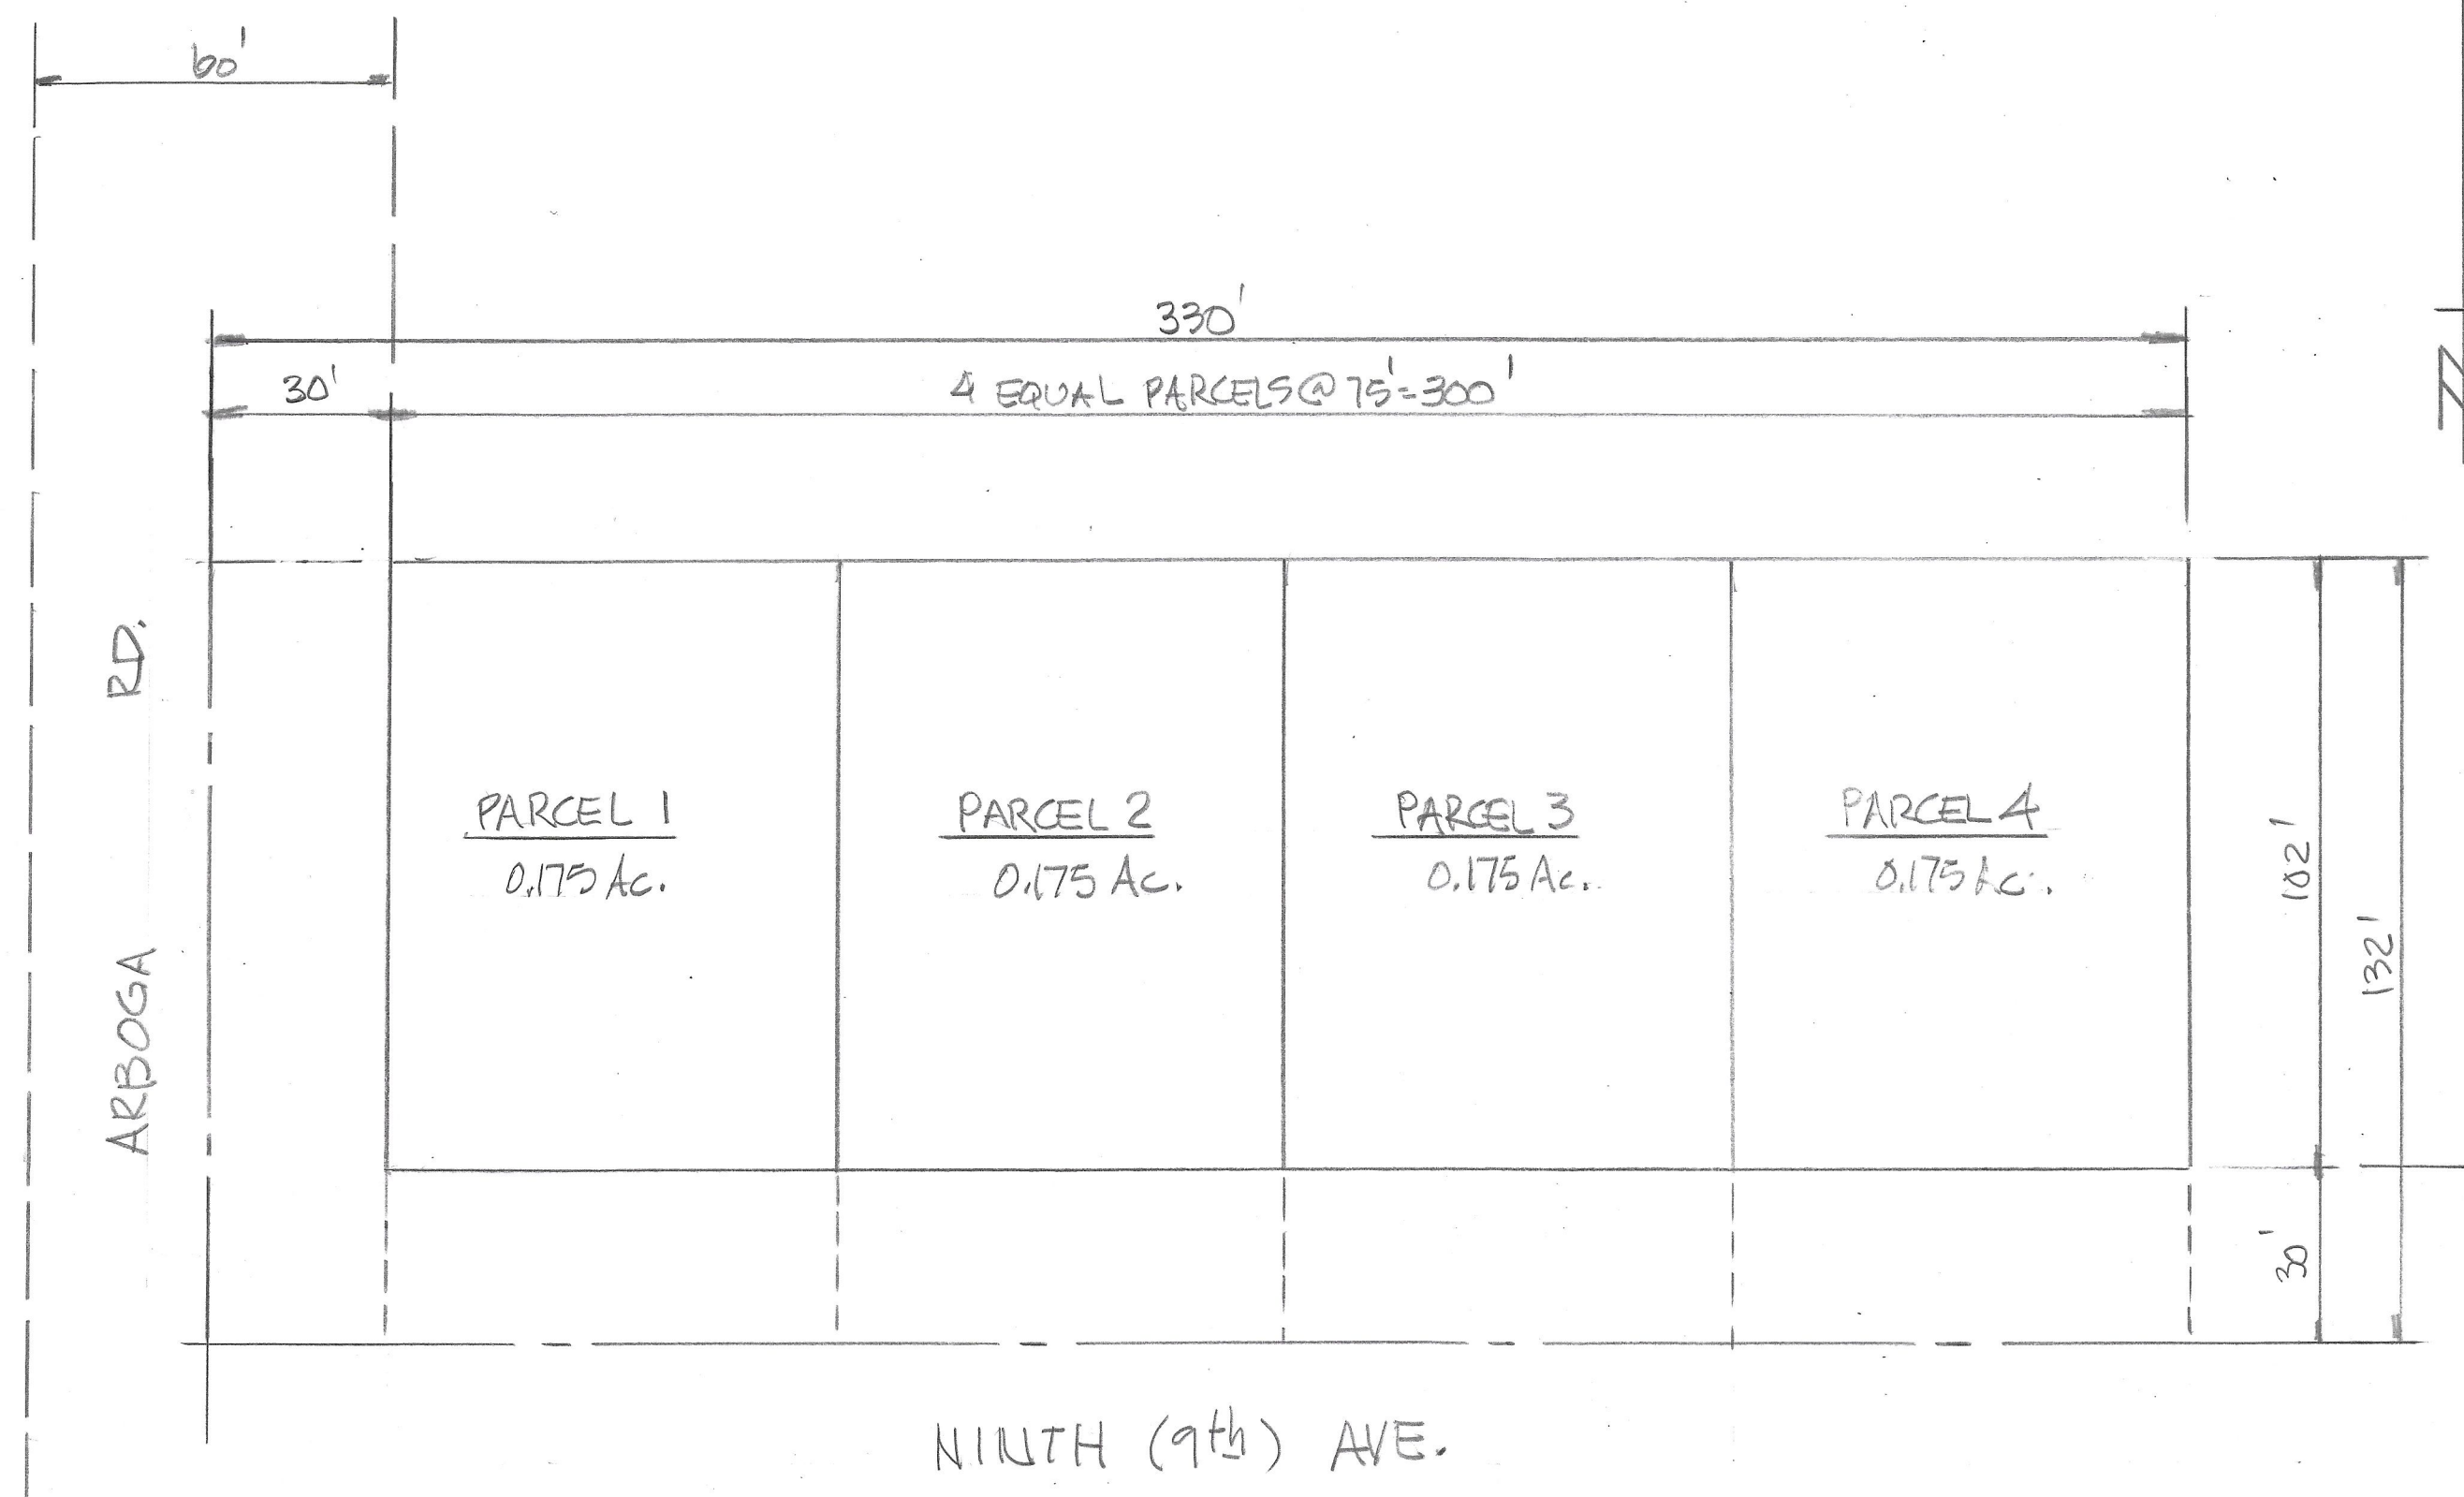 60'
330'
30'
4 EQUAL PARCELS @ 75'=300'
ARBOGA RD.
PARCEL 1
0.175 Ac.
PARCEL 2
0.175 Ac.
PARCEL 3
0.175 Ac.
PARCEL 4
0.175 Ac.
102'
132'
30'
NINTH (9th) AVE.